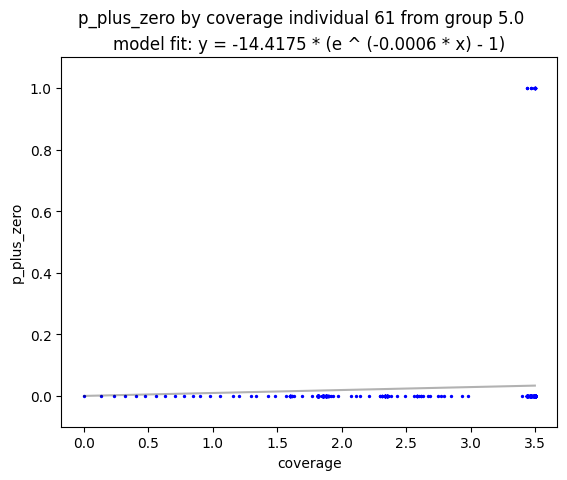 p_plus_zero by coverage individual 61 from group 5.0
model fit: y = -14.4175 * (e ^ (-0.0006 * x) - 1)
1.0
0.8
0.6
0.4
0.2
0.0
p_plus_zero
0.0 0.5 1.0 1.5 2.0 2.5 3.0 3.5
coverage